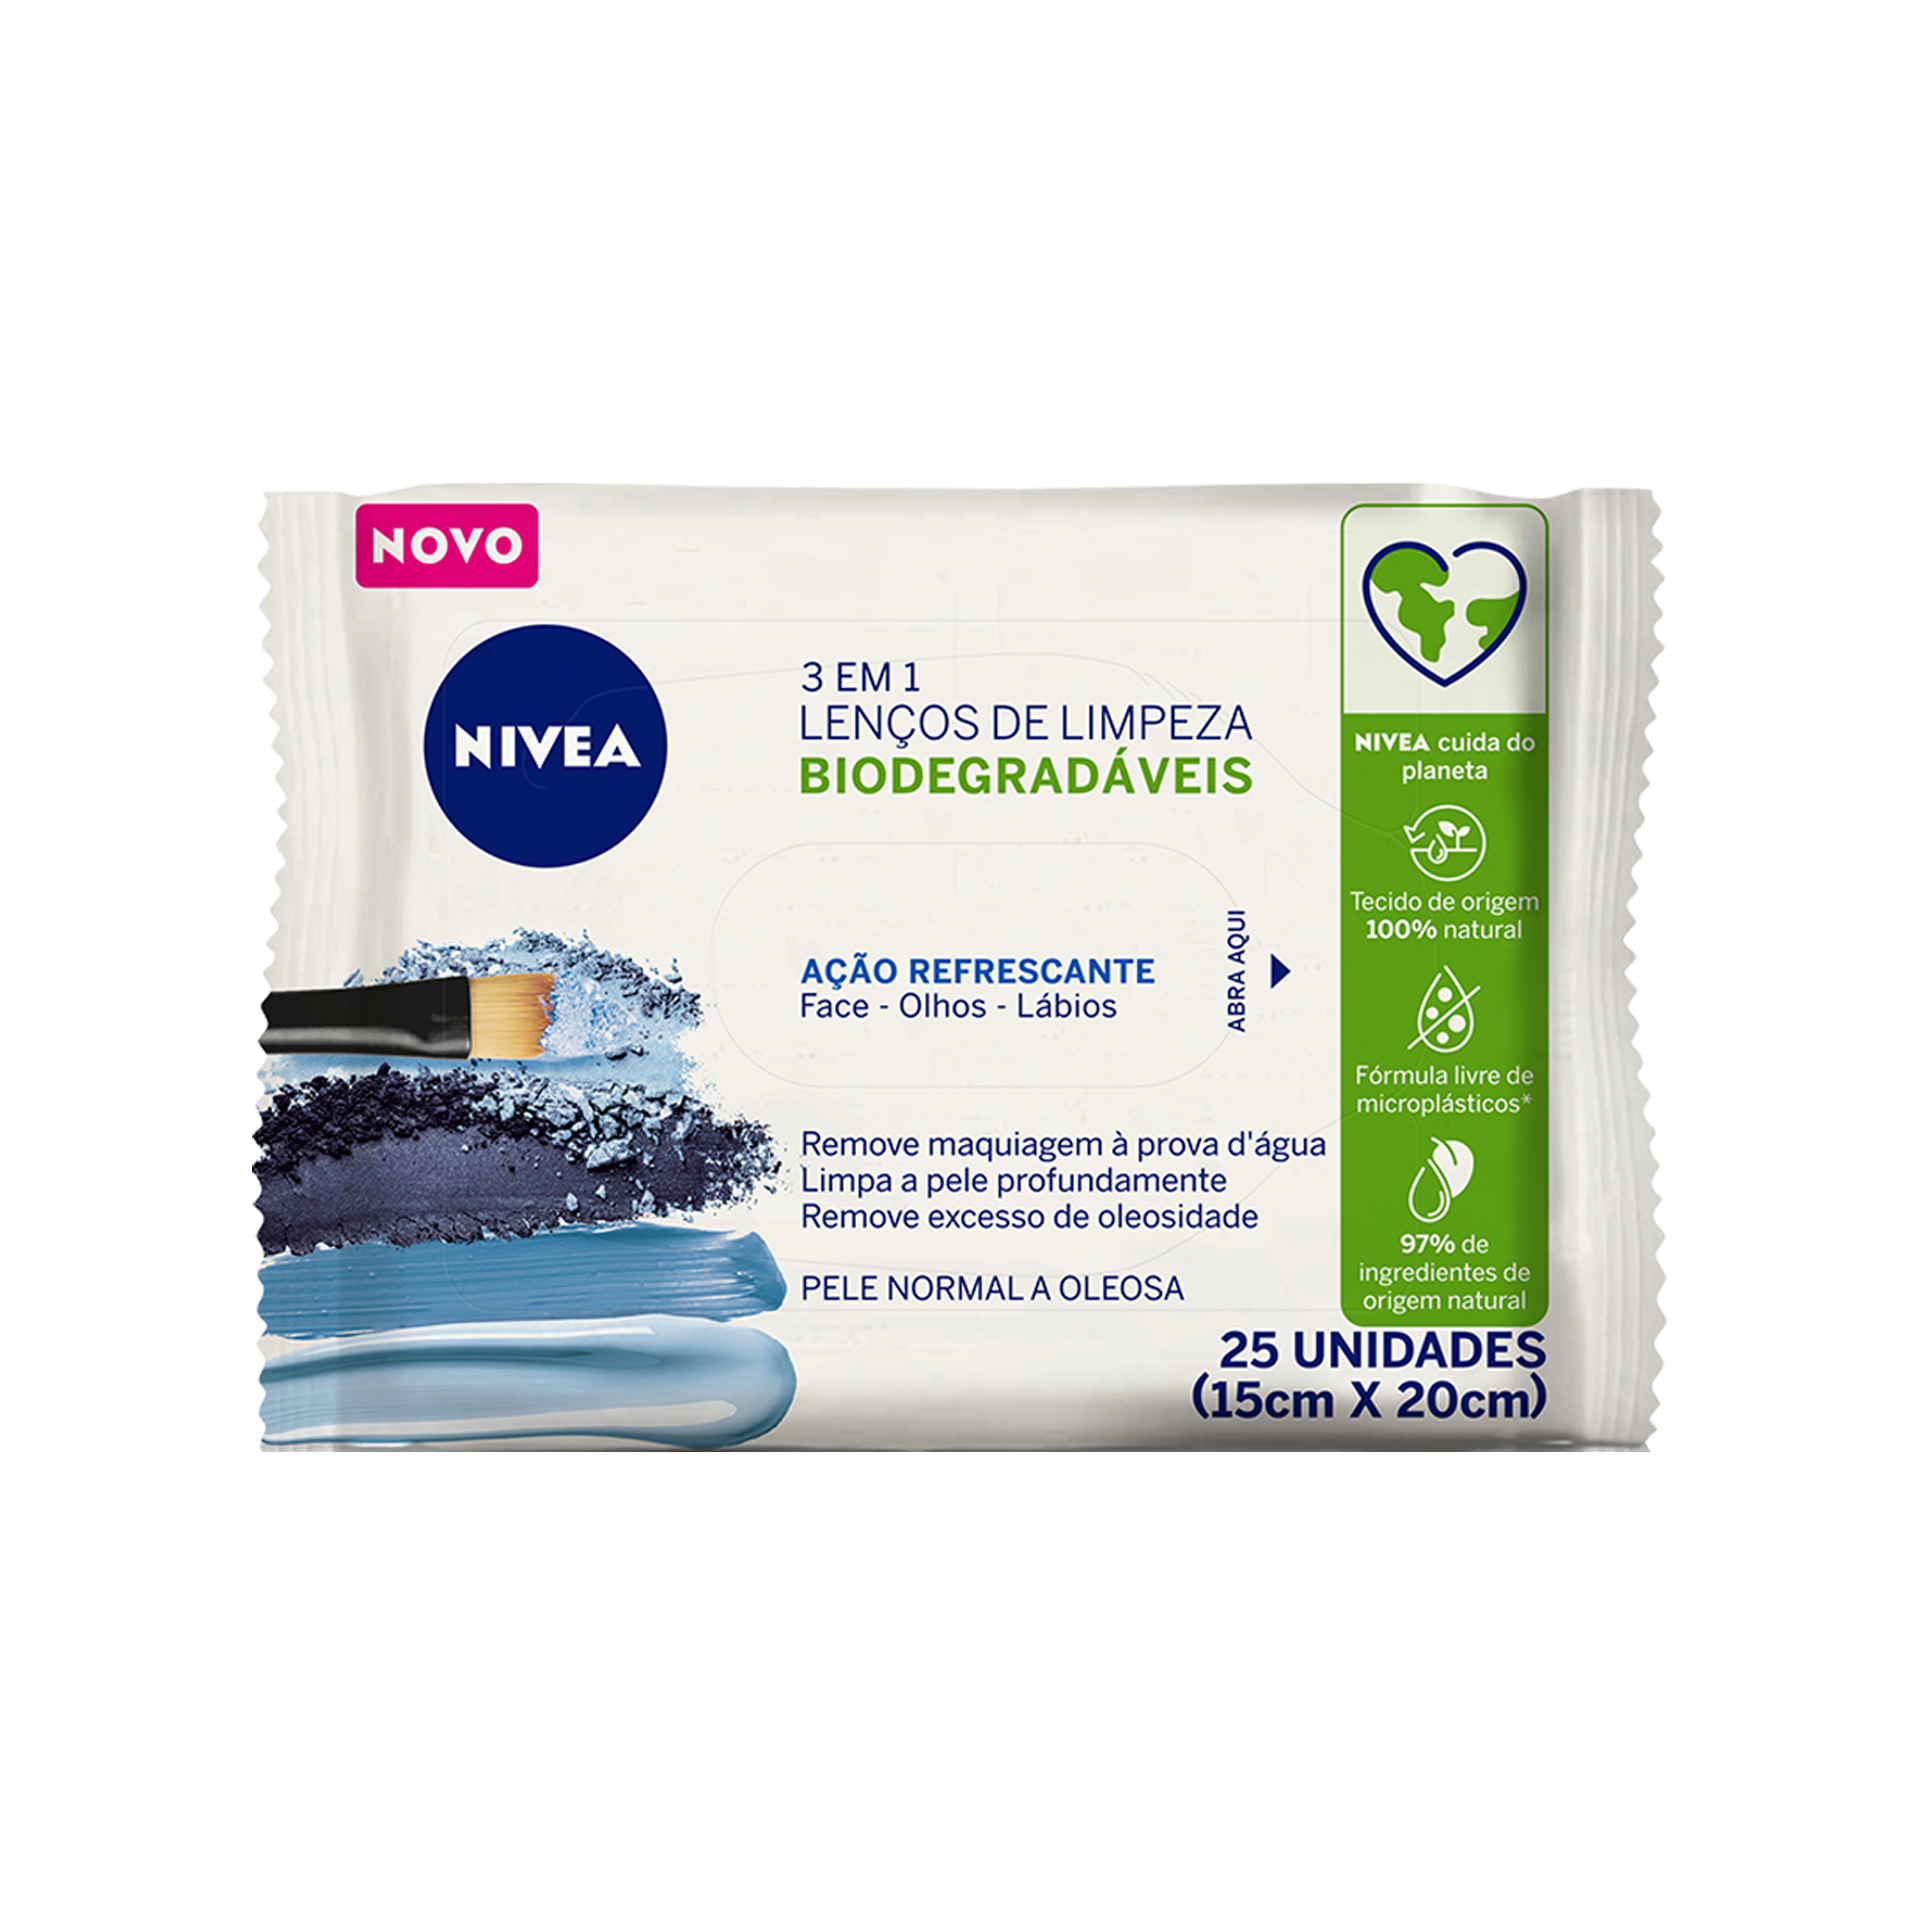 NOVO
NIVEA
3 EM 1
LENÇOS DE LIMPEZA
BIODEGRADÁVEIS
AÇÃO REFRESCANTE
Face - Olhos - Lábios
ABRA AQUI
Remove maquiagem à prova d'água
Limpa a pele profundamente
Remove excesso de oleosidade
PELE NORMAL A OLEOSA
NIVEA cuida do
planeta
Tecido de origem
100% natural
Fórmula livre de
microplásticos*
97% de
ingredientes de
origem natural
25 UNIDADES
(15cm X 20cm)